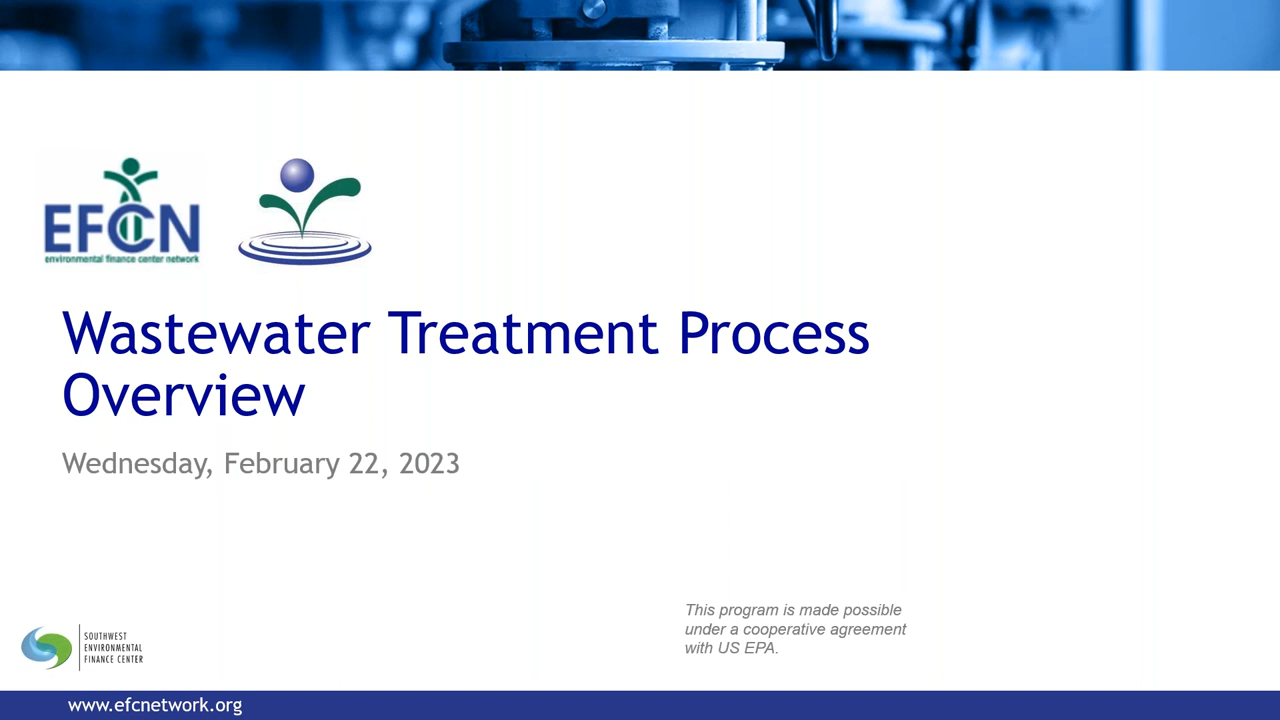 EFCN
environmental finance center network
Wastewater Treatment Process
Overview
Wednesday, February 22, 2023
This program is made possible
under a cooperative agreement
with US EPA.
SOUTHWEST
ENVIRONMENTAL
FINANCE CENTER
www.efcnetwork.org